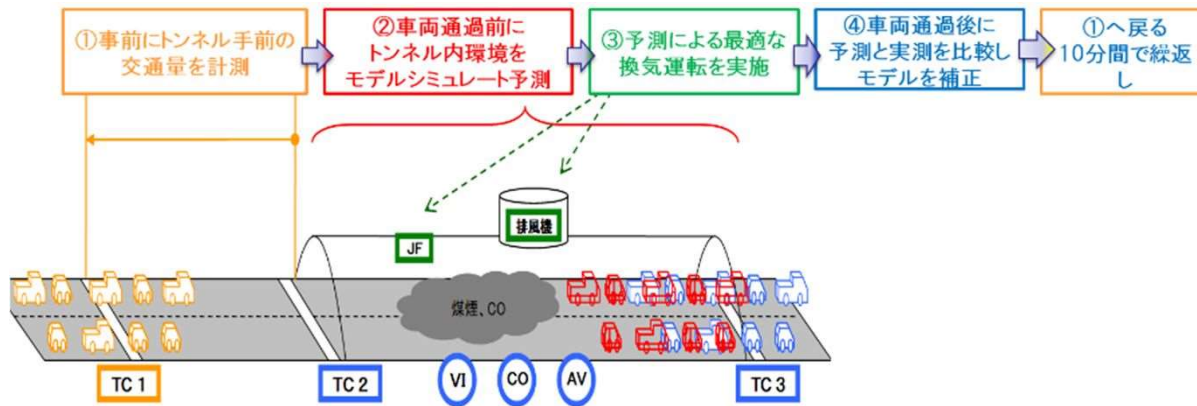 ①事前にトンネル手前の
交通量を計測
②車両通過前に
トンネル内環境を
モデルシミュレート予測
③予測による最適な
換気運転を実施
④車両通過後に
予測と実測を比較し
モデルを補正
①へ戻る
10分間で繰返
し
排風機
JF
煤煙、CO
TC 1
TC 2
VI
CO
AV
TC 3